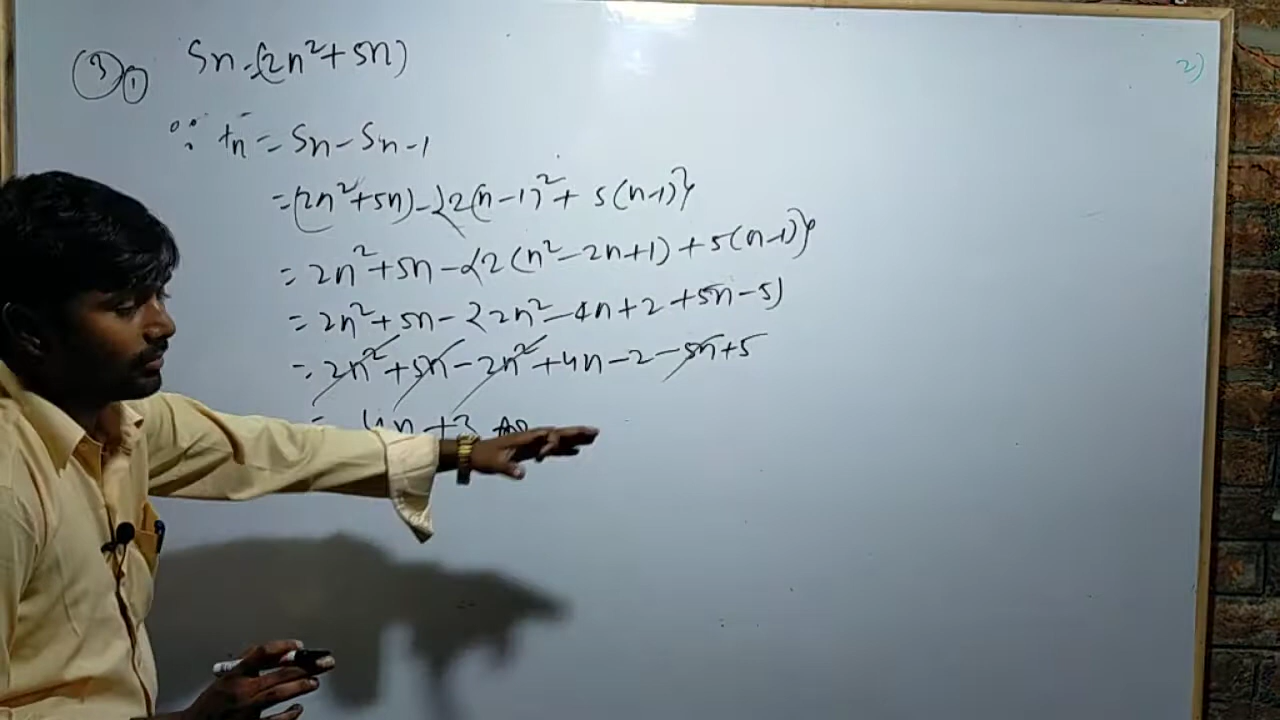 ③① Sn = (2n²+5n)
∵ tn = Sn - Sn-1
= (2n²+5n) - {2(n-1)² + 5(n-1)}
= 2n²+5n - {2(n²-2n+1) + 5(n-1)}
= 2n²+5n - {2n²-4n+2+5n-5}
= 2n²+5n-2n²+4n-2-5n+5
= 4n+3
2)